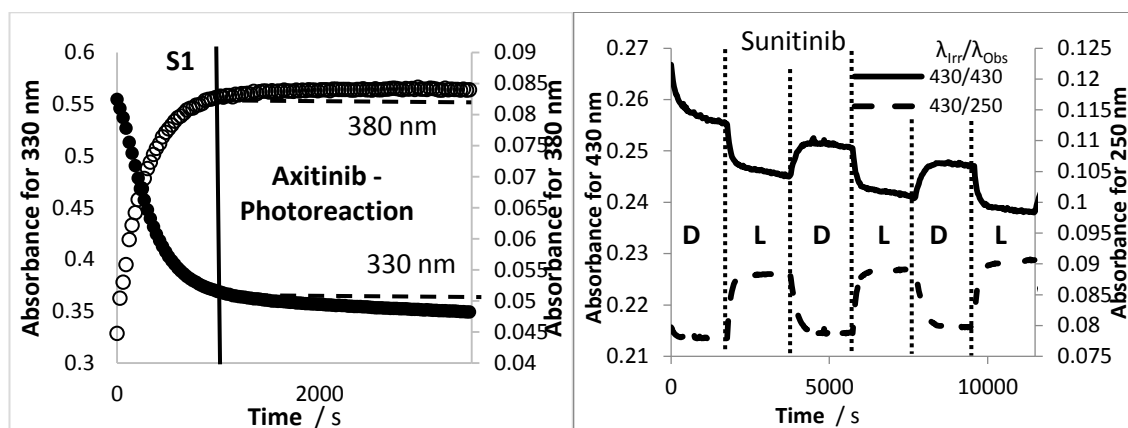 S1
380 nm
Axitinib -
Photoreaction
330 nm
Absorbance for 330 nm
0.6
0.55
0.5
0.45
0.4
0.35
0.3
Absorbance for 380 nm
0.09
0.085
0.08
0.075
0.07
0.065
0.06
0.055
0.05
0.045
0.04
0
2000
Time / s
Sunitinib
λIrr/λObs
430/430
430/250
D
L
D
L
D
L
Absorbance for 430 nm
0.27
0.26
0.25
0.24
0.23
0.22
0.21
Absorbance for 250 nm
0.125
0.12
0.115
0.11
0.105
0.1
0.095
0.09
0.085
0.08
0.075
0
5000
10000
Time / s